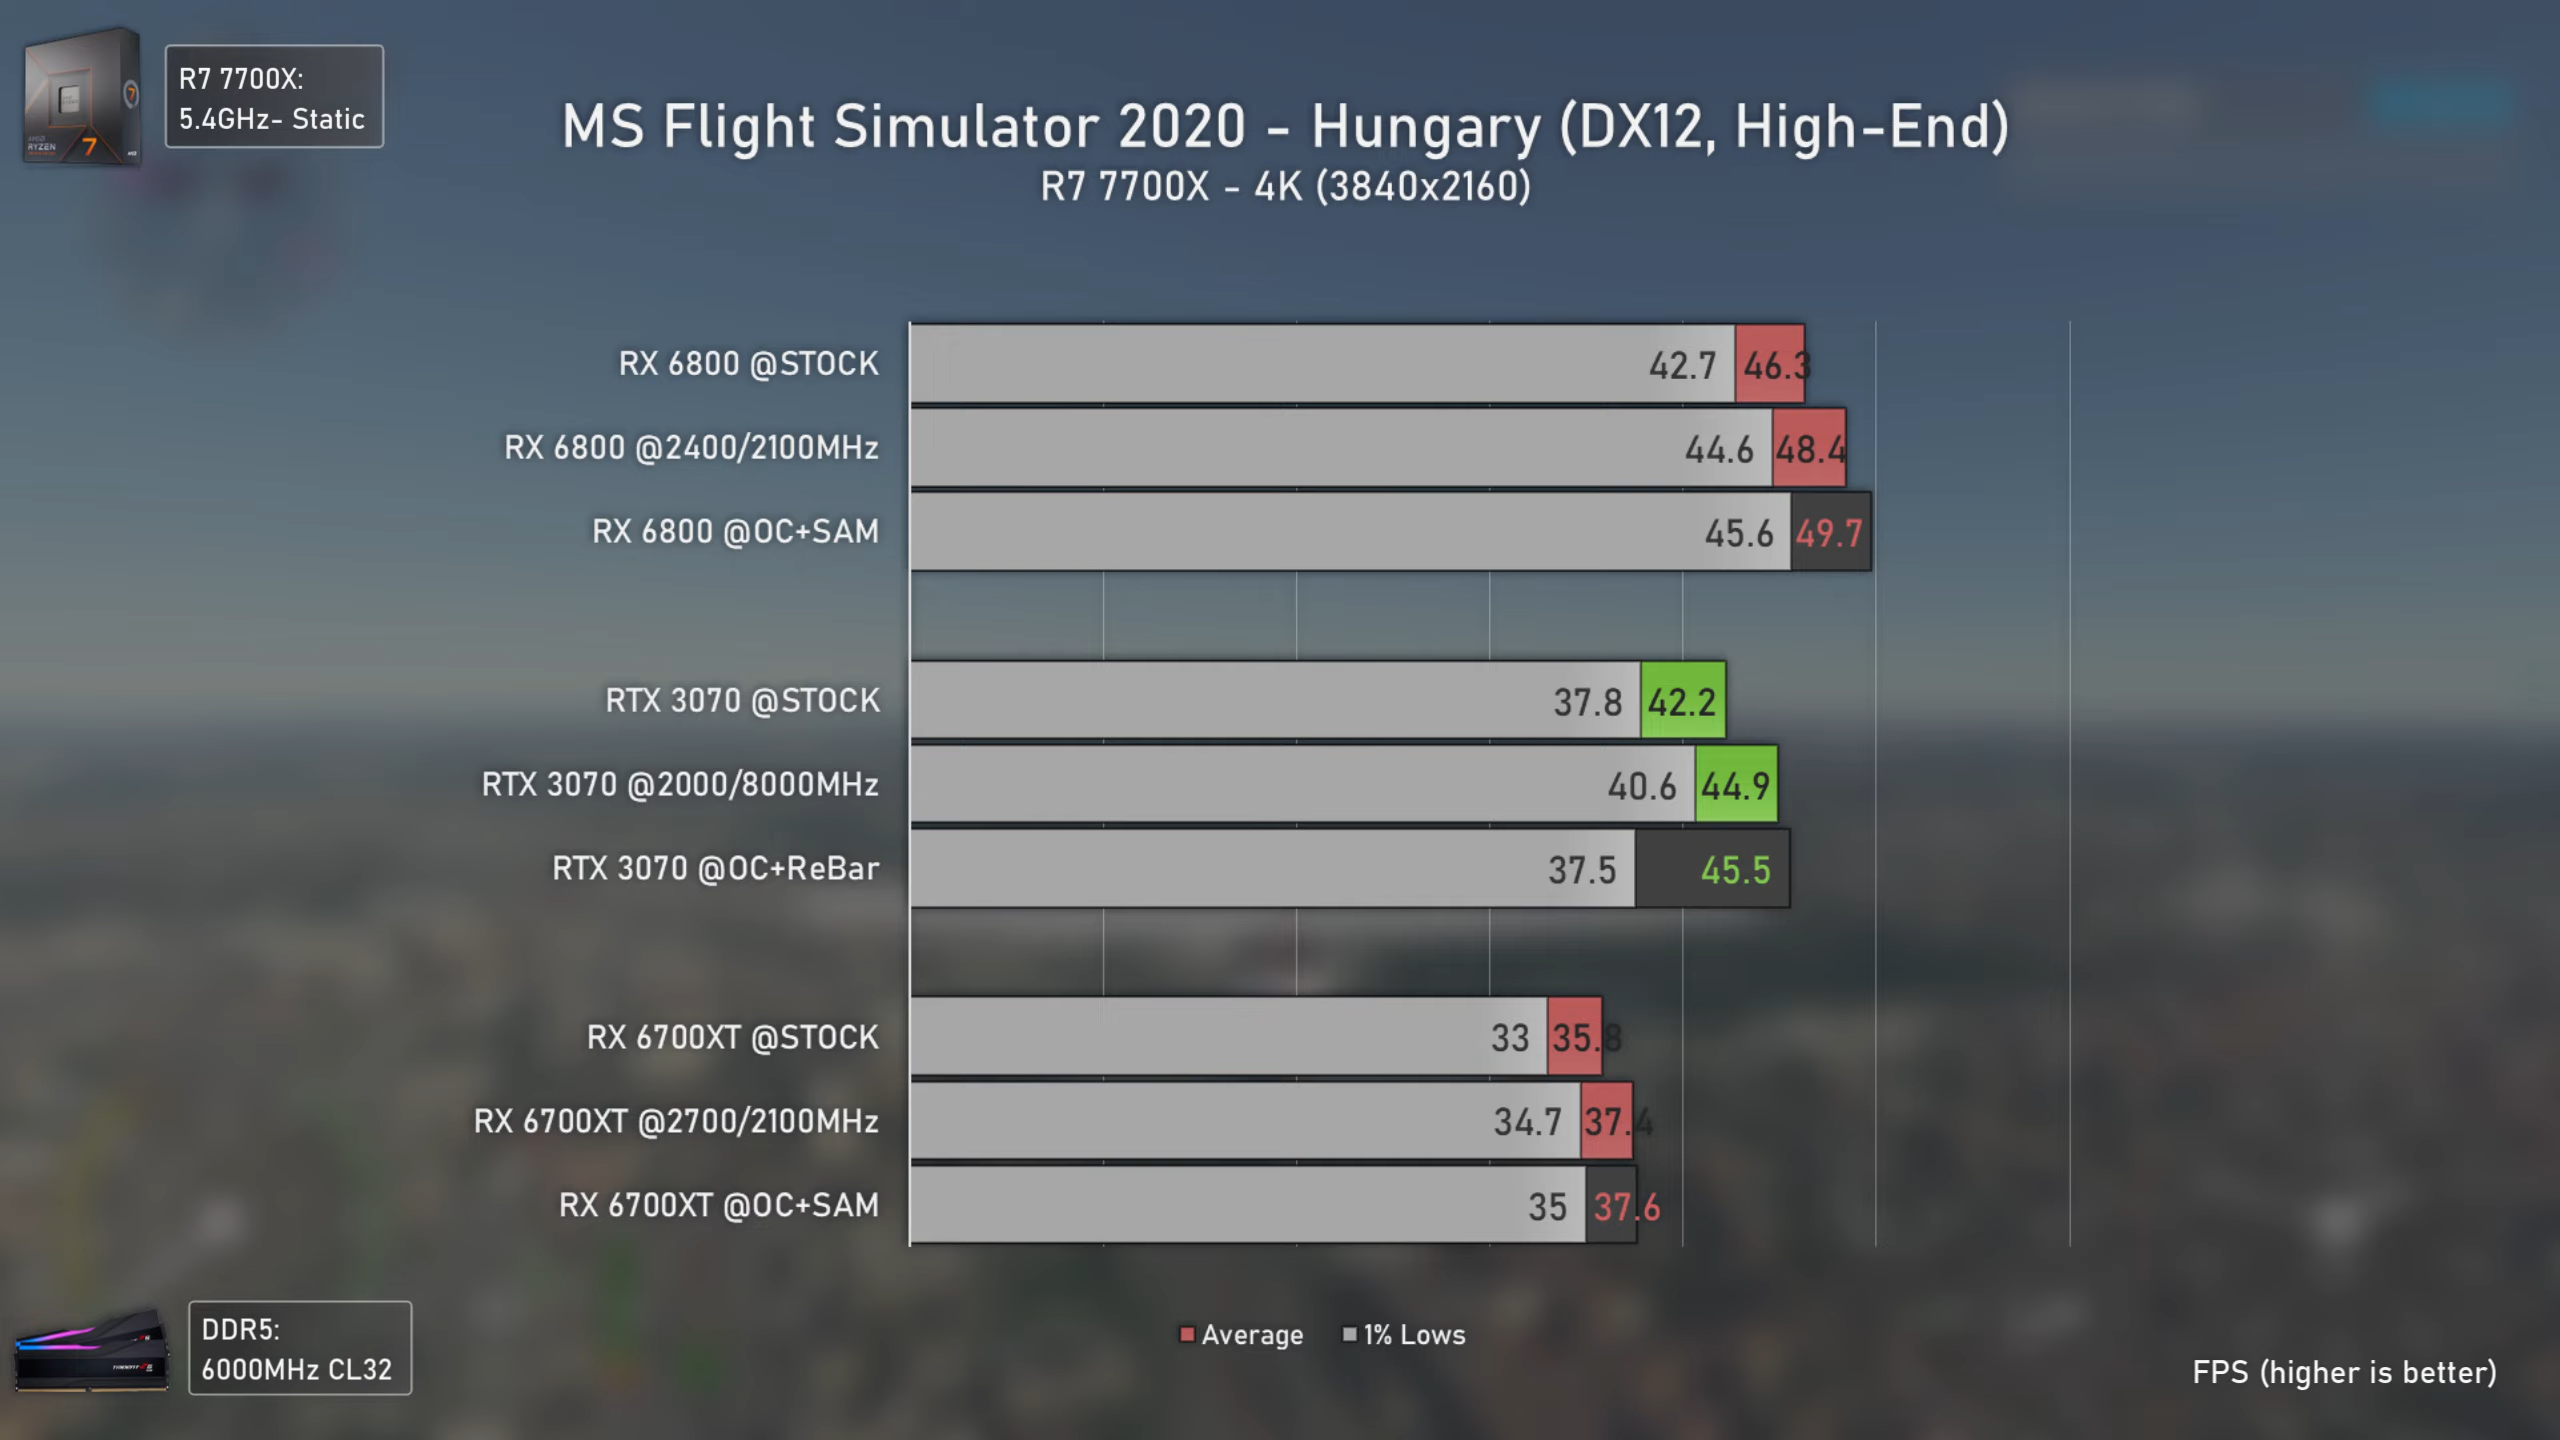 R7 7700X:
5.4GHz- Static
RYZEN 7
MS Flight Simulator 2020 - Hungary (DX12, High-End)
R7 7700X - 4K (3840x2160)
RX 6800 @STOCK 42.7 46.3
RX 6800 @2400/2100MHz 44.6 48.4
RX 6800 @OC+SAM 45.6 49.7
RTX 3070 @STOCK 37.8 42.2
RTX 3070 @2000/8000MHz 40.6 44.9
RTX 3070 @OC+ReBar 37.5 45.5
RX 6700XT @STOCK 33 35.8
RX 6700XT @2700/2100MHz 34.7 37.4
RX 6700XT @OC+SAM 35 37.6
Average 1% Lows
DDR5:
6000MHz CL32
FPS (higher is better)